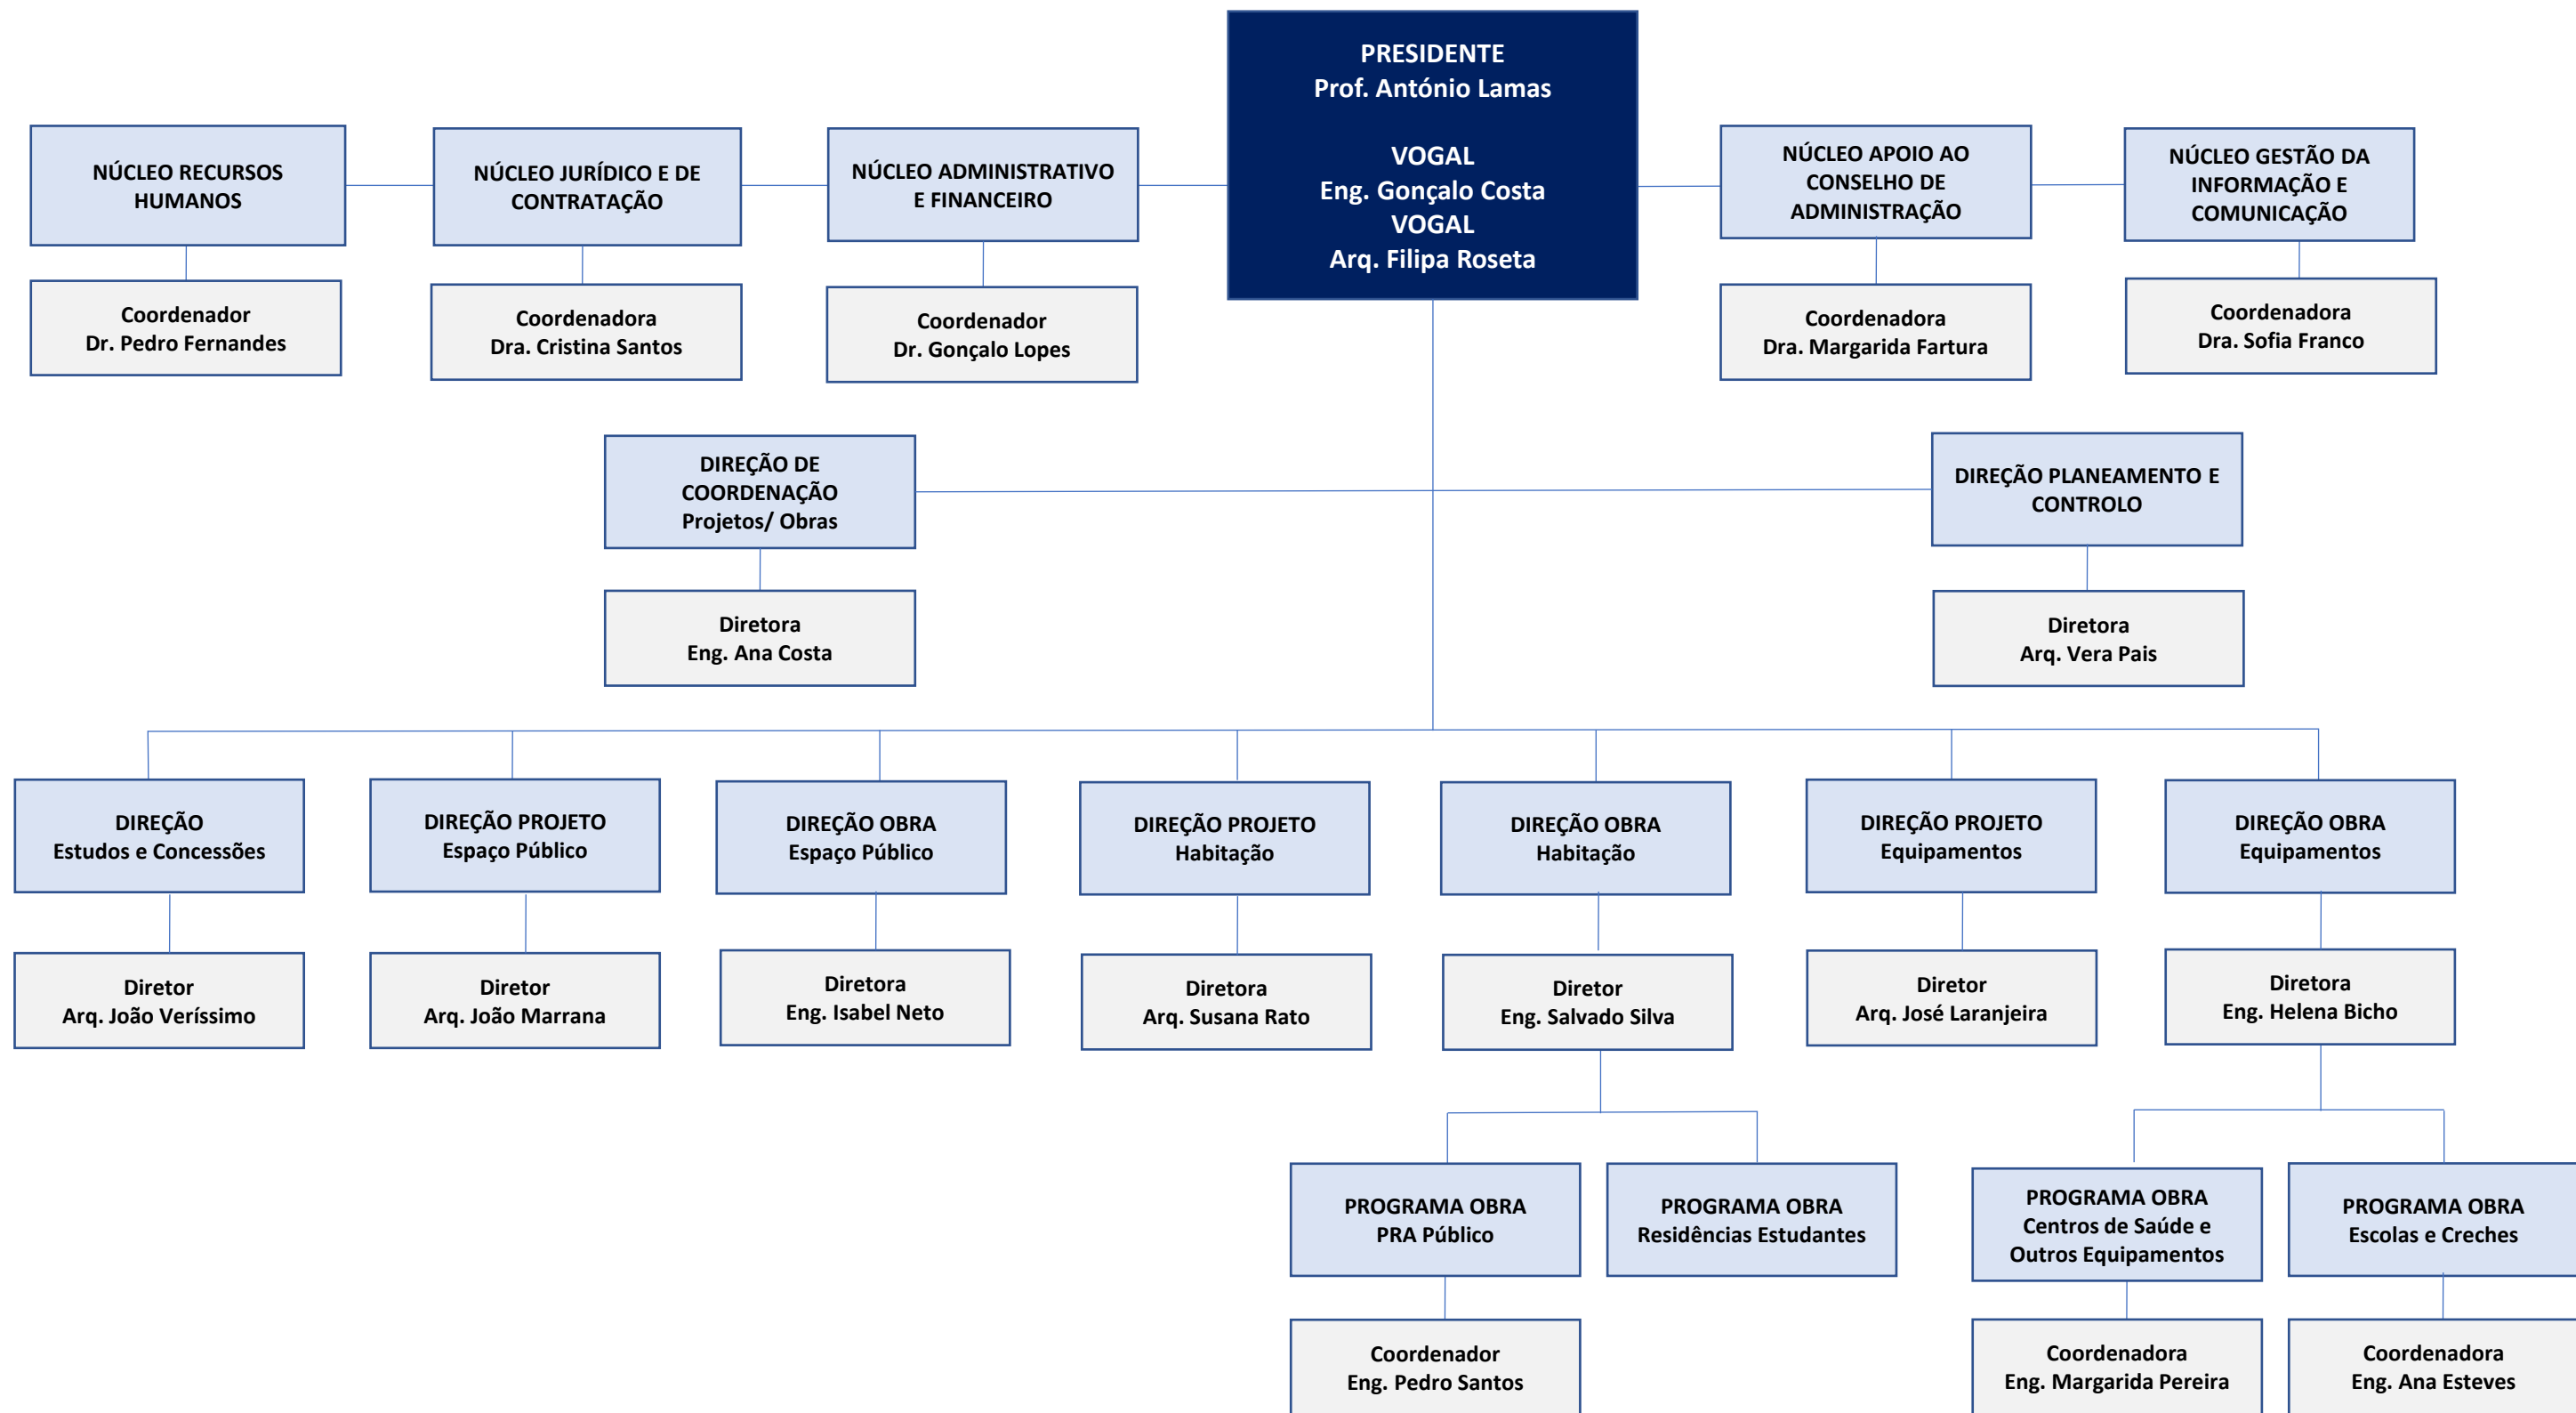 PRESIDENTE
Prof. António Lamas
VOGAL
Eng. Gonçalo Costa
VOGAL
Arq. Filipa Roseta
NÚCLEO RECURSOS
HUMANOS
Coordenador
Dr. Pedro Fernandes
NÚCLEO JURÍDICO E DE
CONTRATAÇÃO
Coordenadora
Dra. Cristina Santos
NÚCLEO ADMINISTRATIVO
E FINANCEIRO
Coordenador
Dr. Gonçalo Lopes
NÚCLEO APOIO AO
CONSELHO DE
ADMINISTRAÇÃO
Coordenadora
Dra. Margarida Fartura
NÚCLEO GESTÃO DA
INFORMAÇÃO E
COMUNICAÇÃO
Coordenadora
Dra. Sofia Franco
DIREÇÃO DE
COORDENAÇÃO
Projetos/ Obras
Diretora
Eng. Ana Costa
DIREÇÃO PLANEAMENTO E
CONTROLO
Diretora
Arq. Vera Pais
DIREÇÃO
Estudos e Concessões
Diretor
Arq. João Veríssimo
DIREÇÃO PROJETO
Espaço Público
Diretor
Arq. João Marrana
DIREÇÃO OBRA
Espaço Público
Diretora
Eng. Isabel Neto
DIREÇÃO PROJETO
Habitação
Diretora
Arq. Susana Rato
DIREÇÃO OBRA
Habitação
Diretor
Eng. Salvado Silva
DIREÇÃO PROJETO
Equipamentos
Diretor
Arq. José Laranjeira
DIREÇÃO OBRA
Equipamentos
Diretora
Eng. Helena Bicho
PROGRAMA OBRA
PRA Público
Coordenador
Eng. Pedro Santos
PROGRAMA OBRA
Residências Estudantes
PROGRAMA OBRA
Centros de Saúde e
Outros Equipamentos
Coordenadora
Eng. Margarida Pereira
PROGRAMA OBRA
Escolas e Creches
Coordenadora
Eng. Ana Esteves